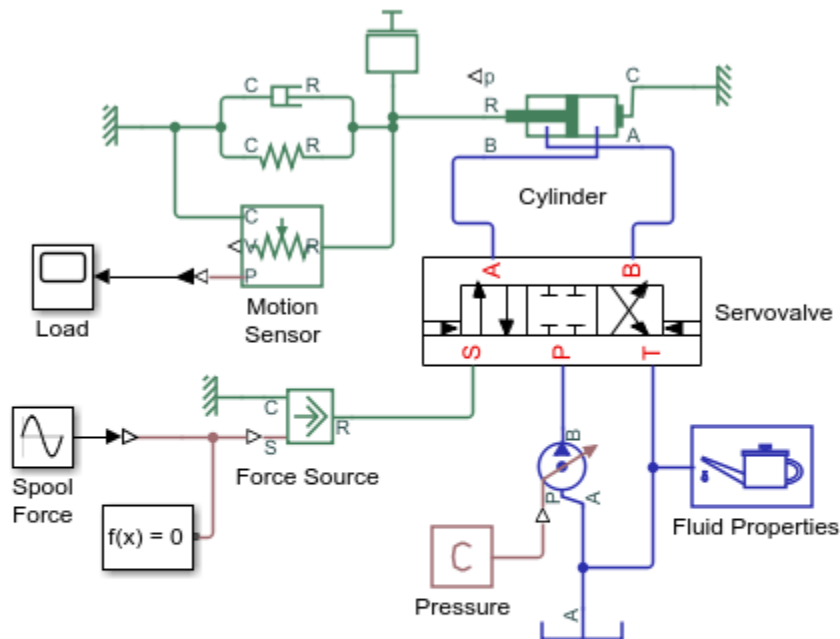 C R
p
C
R
C R
B
A
Cylinder
C
V R
P
Load
Motion
Sensor
A B
Servovalve
S P T
C
S R
Spool
Force
Force Source
B
P A
Fluid Properties
f(x) = 0
C
Pressure
A